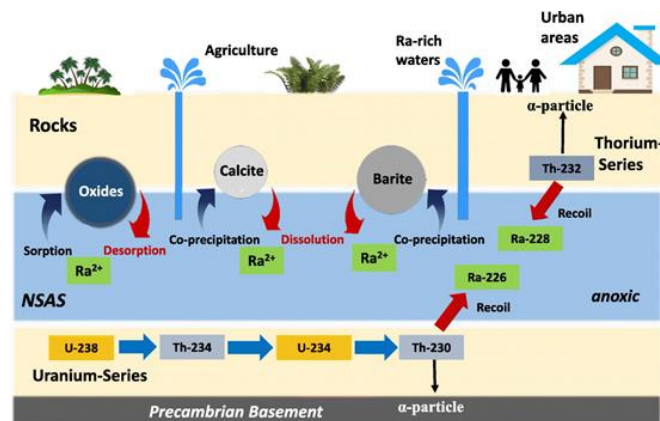 Agriculture
Ra-rich
waters
Urban
areas
α-particle
Rocks
Thorium-
Series
Th-232
Oxides
Calcite
Barite
Recoil
Sorption
Desorption
Co-precipitation
Dissolution
Co-precipitation
Ra-228
Ra²⁺
Ra²⁺
Ra²⁺
Ra-226
NSAS
anoxic
Recoil
U-238
Th-234
U-234
Th-230
Uranium-Series
Precambrian Basement
α-particle